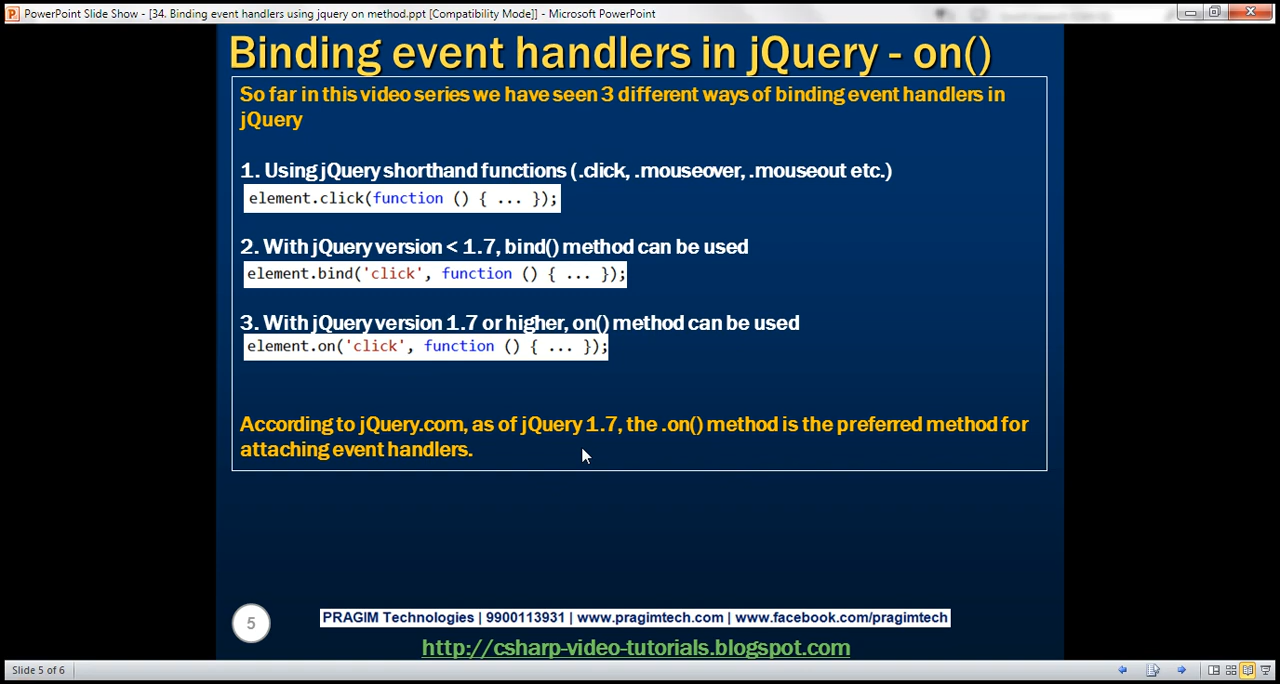 PowerPoint Slide Show - [34. Binding event handlers using jquery on method.ppt [Compatibility Mode]] - Microsoft PowerPoint
Binding event handlers in jQuery - on()
So far in this video series we have seen 3 different ways of binding event handlers in
jQuery
1. Using jQuery shorthand functions (.click, .mouseover, .mouseout etc.)
element.click(function () { ... });
2. With jQuery version < 1.7, bind() method can be used
element.bind('click', function () { ... });
3. With jQuery version 1.7 or higher, on() method can be used
element.on('click', function () { ... });
According to jQuery.com, as of jQuery 1.7, the .on() method is the preferred method for
attaching event handlers.
5
PRAGIM Technologies | 9900113931 | www.pragimtech.com | www.facebook.com/pragimtech
http://csharp-video-tutorials.blogspot.com
Slide 5 of 6